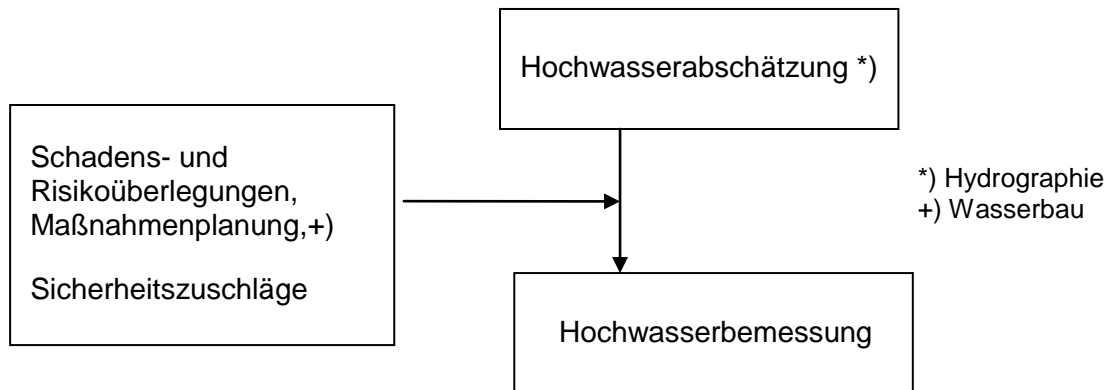 Hochwasserabschätzung *)
Schadens- und
Risikoüberlegungen,
Maßnahmenplanung,+)
Sicherheitszuschläge
*) Hydrographie
+) Wasserbau
Hochwasserbemessung